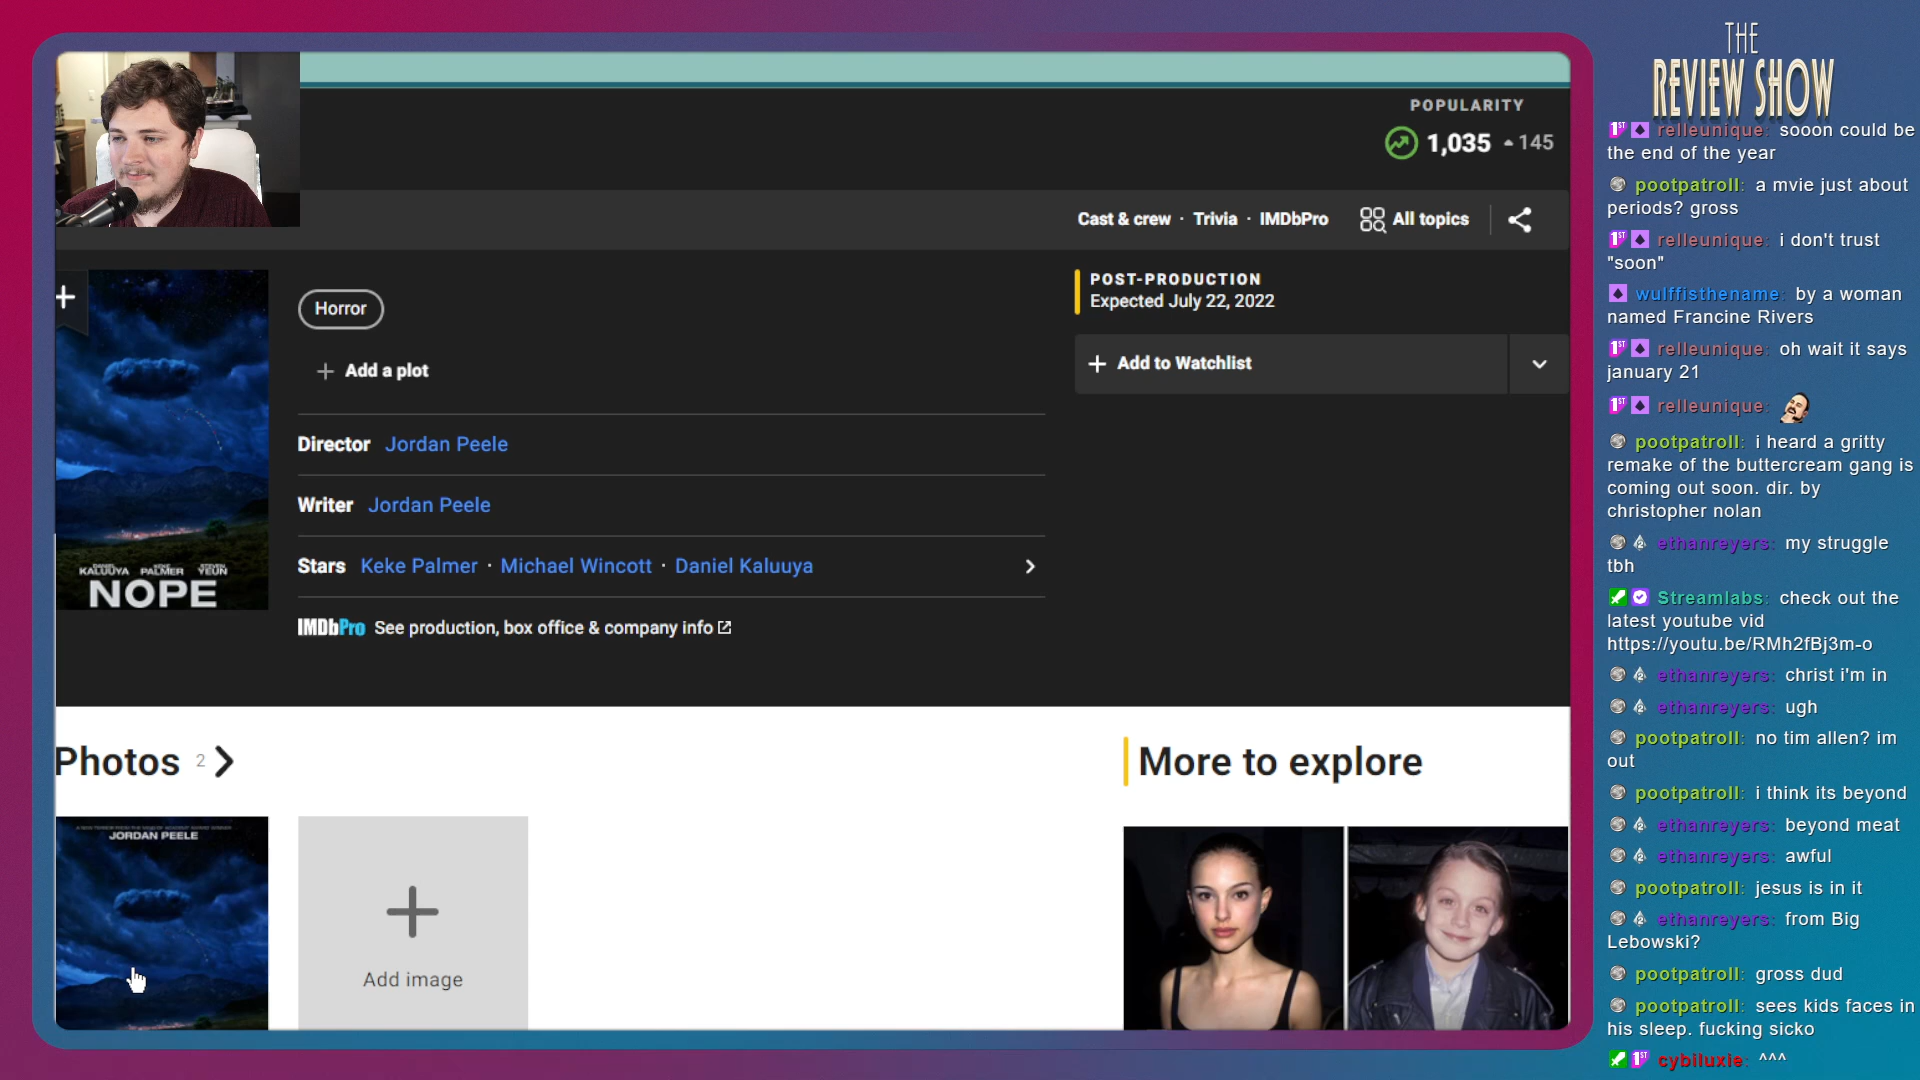 POPULARITY
1,035 145
Cast & crew · Trivia · IMDbPro All topics
Horror
Add a plot
Director Jordan Peele
Writer Jordan Peele
Stars Keke Palmer · Michael Wincott · Daniel Kaluuya
IMDbPro See production, box office & company info
POST-PRODUCTION
Expected July 22, 2022
Add to Watchlist
KALUUYA PALMER YEUN
NOPE
Photos 2
JORDAN PEELE
Add image
More to explore
THE
REVIEW SHOW
relleunique: sooon could be
the end of the year
pootpatroll: a mvie just about
periods? gross
relleunique: i don't trust
"soon"
wulffisthename: by a woman
named Francine Rivers
relleunique: oh wait it says
january 21
relleunique:
pootpatroll: i heard a gritty
remake of the buttercream gang is
coming out soon. dir. by
christopher nolan
ethanreyers: my struggle
tbh
Streamlabs: check out the
latest youtube vid
https://youtu.be/RMh2fBj3m-o
ethanreyers: christ i'm in
ethanreyers: ugh
pootpatroll: no tim allen? im
out
pootpatroll: i think its beyond
ethanreyers: beyond meat
ethanreyers: awful
pootpatroll: jesus is in it
ethanreyers: from Big
Lebowski?
pootpatroll: gross dud
pootpatroll: sees kids faces in
his sleep. fucking sicko
cybiluxie: ^^^